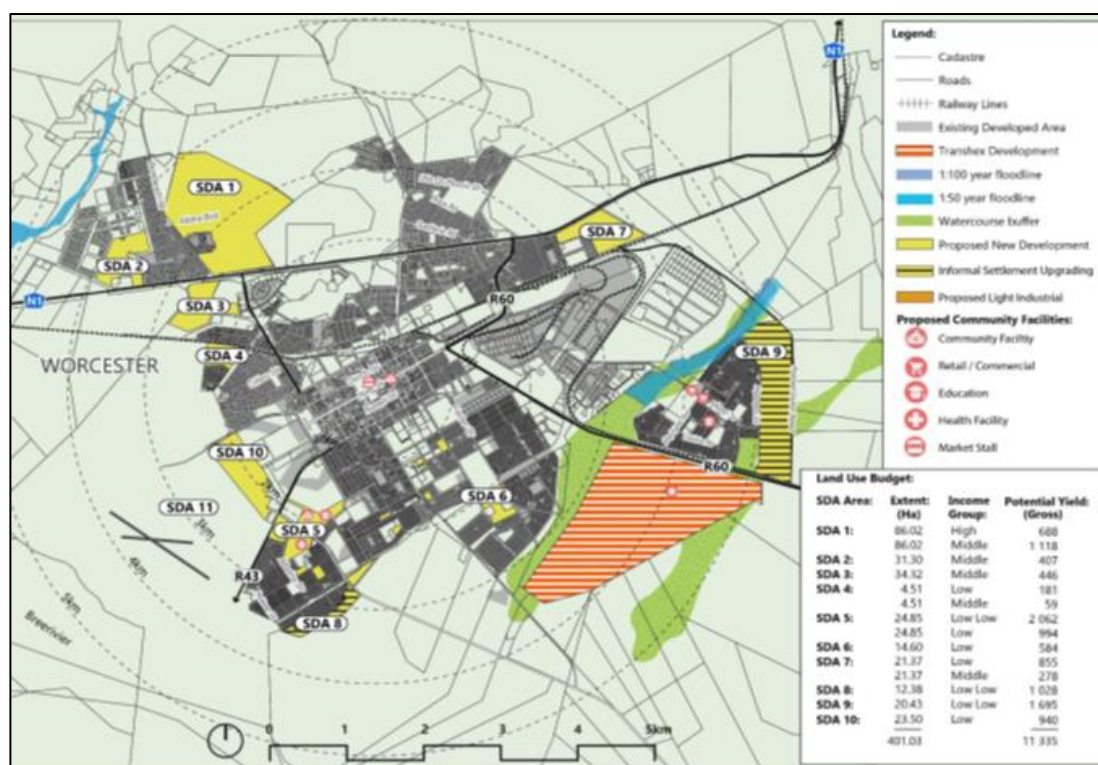 N1
SDA 1
SDA 2
N1
SDA 3
SDA 7
R60
SDA 4
WORCESTER
SDA 9
SDA 10
R60
SDA 11
SDA 6
SDA 5
2km
3km
4km
5km
R43
SDA 8
Breerivier
0 1 2 3 4 5km
Legend:
Cadastre
Roads
Railway Lines
Existing Developed Area
Transhex Development
1:100 year floodline
1:50 year floodline
Watercourse buffer
Proposed New Development
Informal Settlement Upgrading
Proposed Light Industrial
Proposed Community Facilities:
Community Faciltiy
Retail / Commercial
Education
Health Facility
Market Stall
Land Use Budget:
SDA Area: Extent: (Ha) Income Group: Potential Yield: (Gross)
SDA 1: 86.02 High 688
86.02 Middle 1 118
SDA 2: 31.30 Middle 407
SDA 3: 34.32 Middle 446
SDA 4: 4.51 Low 181
4.51 Middle 59
SDA 5: 24.85 Low Low 2 062
24.85 Low 994
SDA 6: 14.60 Low 584
SDA 7: 21.37 Low 855
21.37 Middle 278
SDA 8: 12.38 Low Low 1 028
SDA 9: 20.43 Low Low 1 695
SDA 10: 23.50 Low 940
401.03 11 335